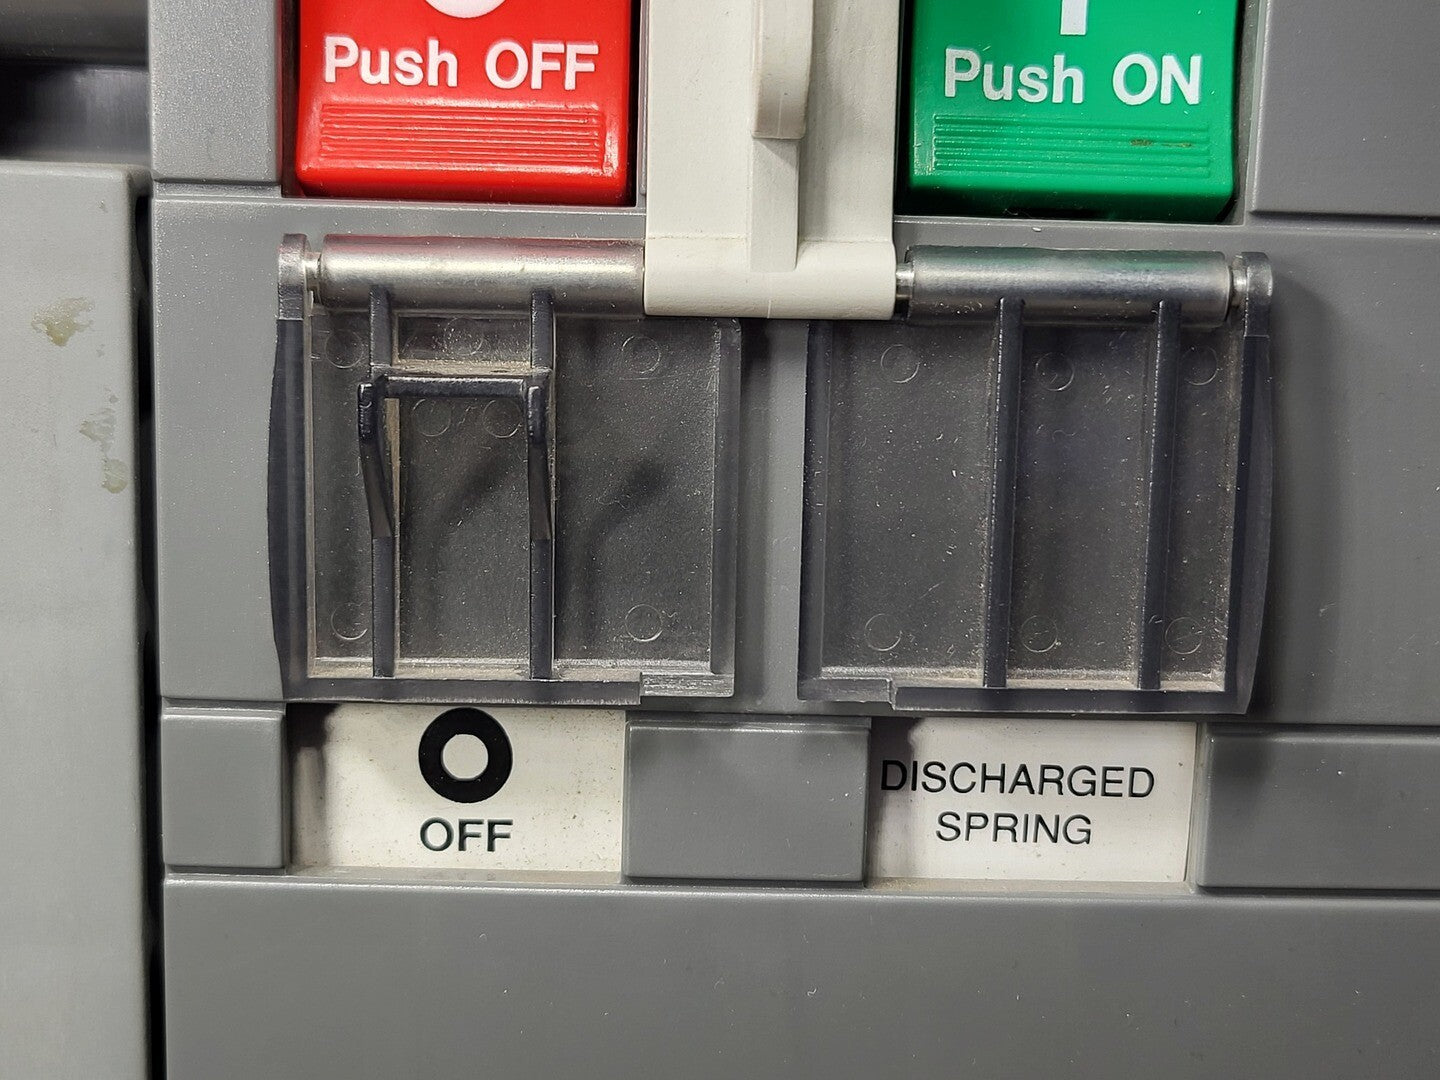 Push OFF
Push ON
OFF
DISCHARGED
SPRING